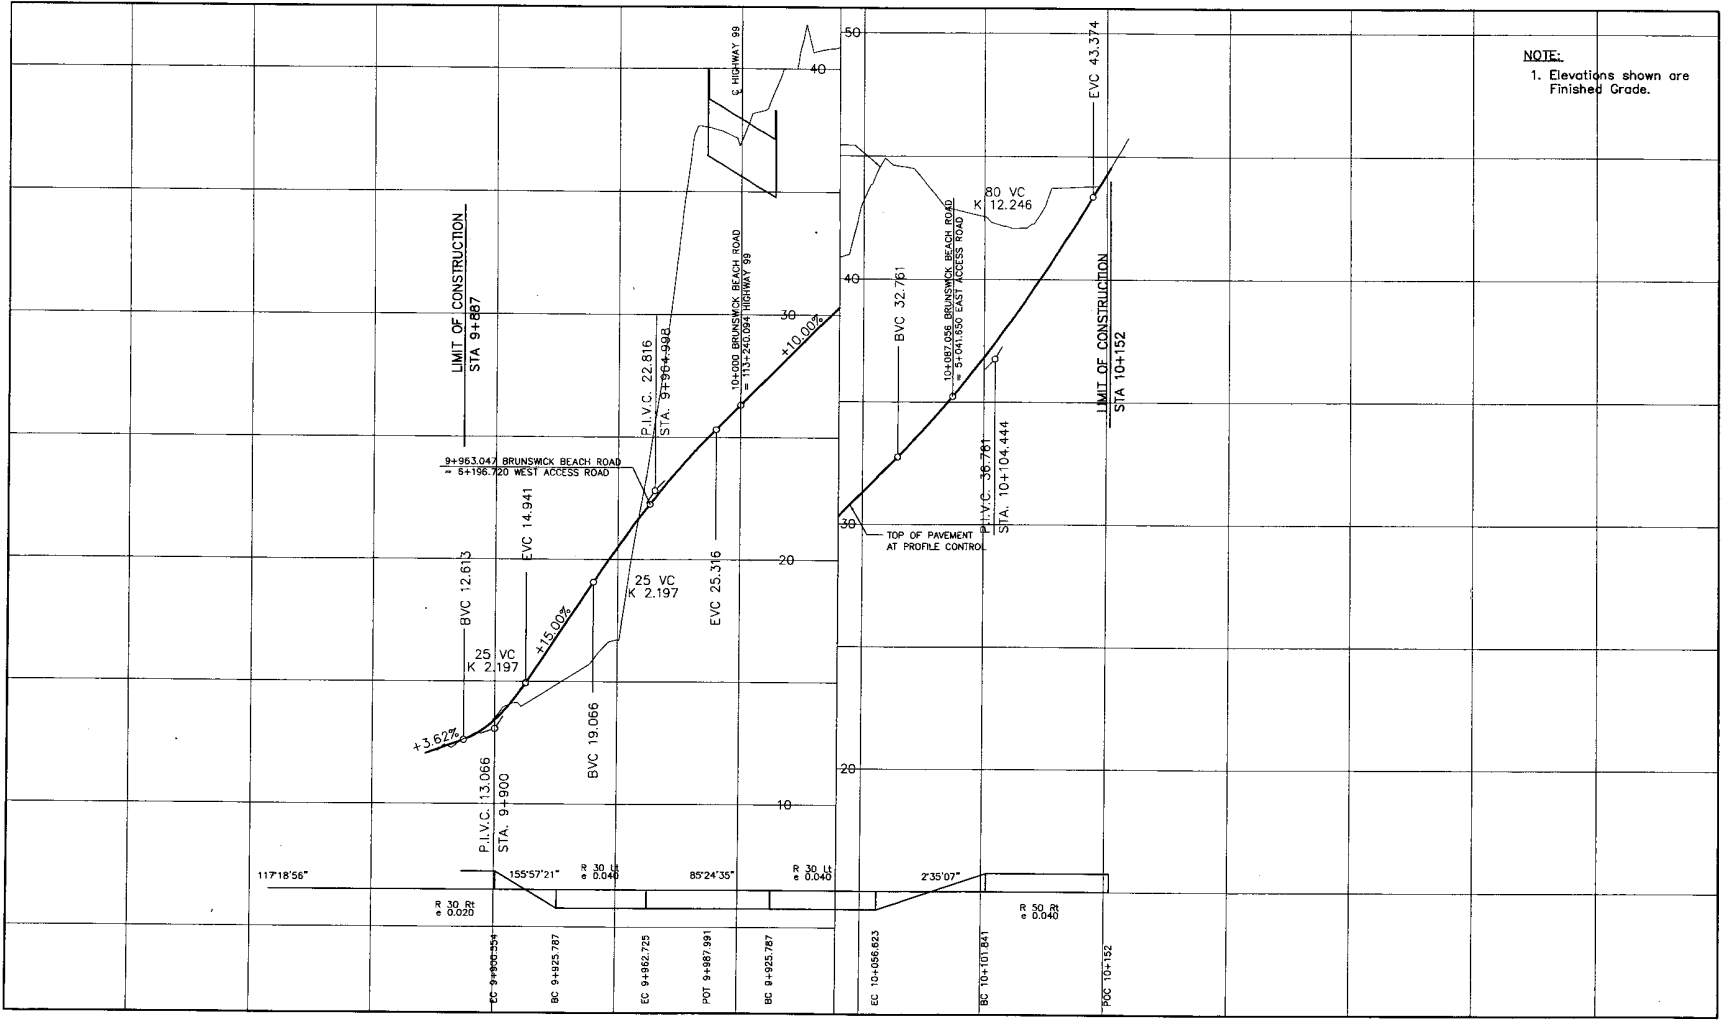 NOTE:
1. Elevations shown are
Finished Grade.
℄ HIGHWAY 99
50
40
EVC 43.374
80 VC
K 12.246
LIMIT OF CONSTRUCTION
STA 9+887
P.I.V.C. 22.816
STA. 9+964.998
10+000 BRUNSWICK BEACH ROAD
= 113+240.094 HIGHWAY 99
30
+10.00%
40
BVC 32.761
10+087.056 BRUNSWICK BEACH ROAD
= 5+041.650 EAST ACCESS ROAD
LIMIT OF CONSTRUCTION
STA 10+152
9+963.047 BRUNSWICK BEACH ROAD
= 6+196.720 WEST ACCESS ROAD
P.I.V.C. 36.761
STA. 10+104.444
30
TOP OF PAVEMENT
AT PROFILE CONTROL
BVC 12.613
EVC 14.941
20
25 VC
K 2.197
EVC 25.316
+15.00%
25 VC
K 2.197
BVC 19.066
+3.62%
20
P.I.V.C. 13.066
STA. 9+900
10
117°18'56"
155°57'21"
R 30 Lt
e 0.040
85°24'35"
R 30 Lt
e 0.040
2°35'07"
R 30 Rt
e 0.020
R 50 Rt
e 0.040
EC 9+900.554
BC 9+925.787
EC 9+962.725
POT 9+987.991
BC 9+925.787
EC 10+056.623
BC 10+101.841
POC 10+152